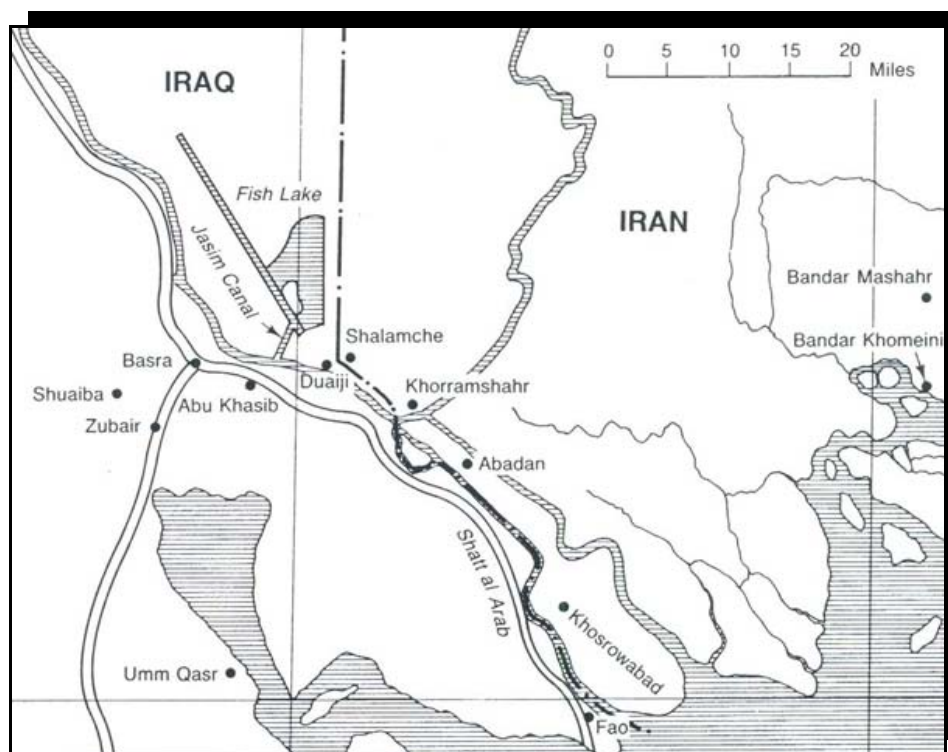 IRAQ
0 5 10 15 20
Miles
Fish Lake
IRAN
Jasim Canal
Bandar Mashahr
Shalamche
Bandar Khomeini
Basra
Duaiji
Shuaiba
Abu Khasib
Khorramshahr
Zubair
Abadan
Shatt al Arab
Khosrowabad
Umm Qasr
Fao